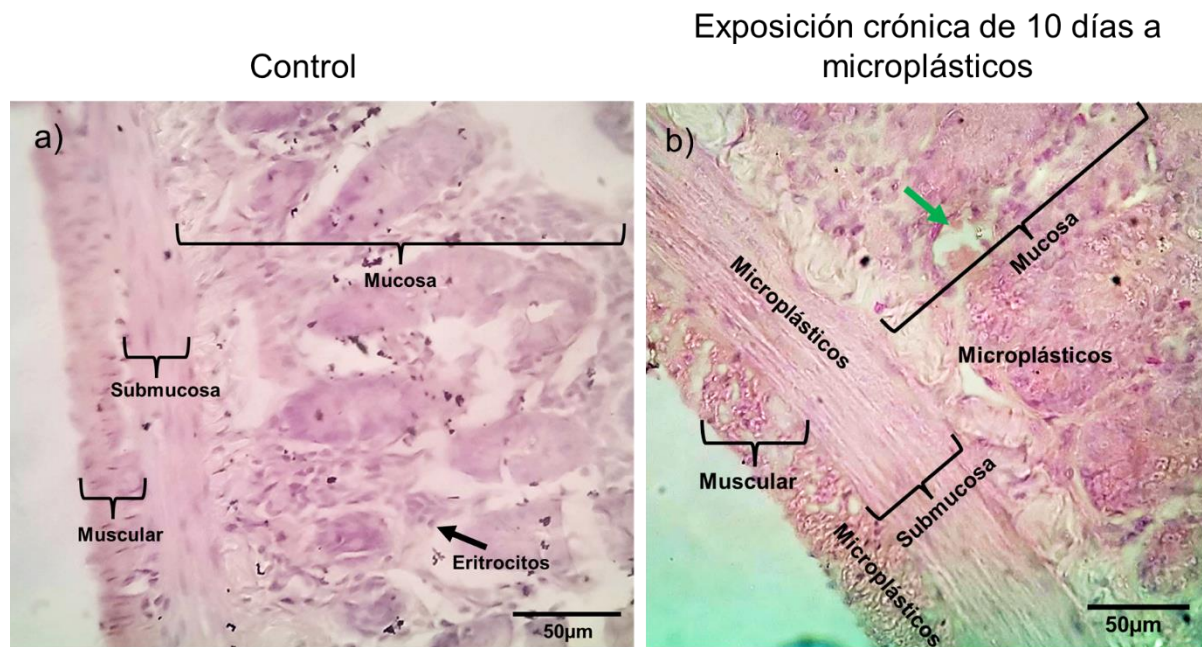 Control
Exposición crónica de 10 días a
microplásticos
a)
Mucosa
Submucosa
Muscular
Eritrocitos
50µm
b)
Mucosa
Microplásticos
Microplásticos
Muscular
Submucosa
Microplásticos
50µm